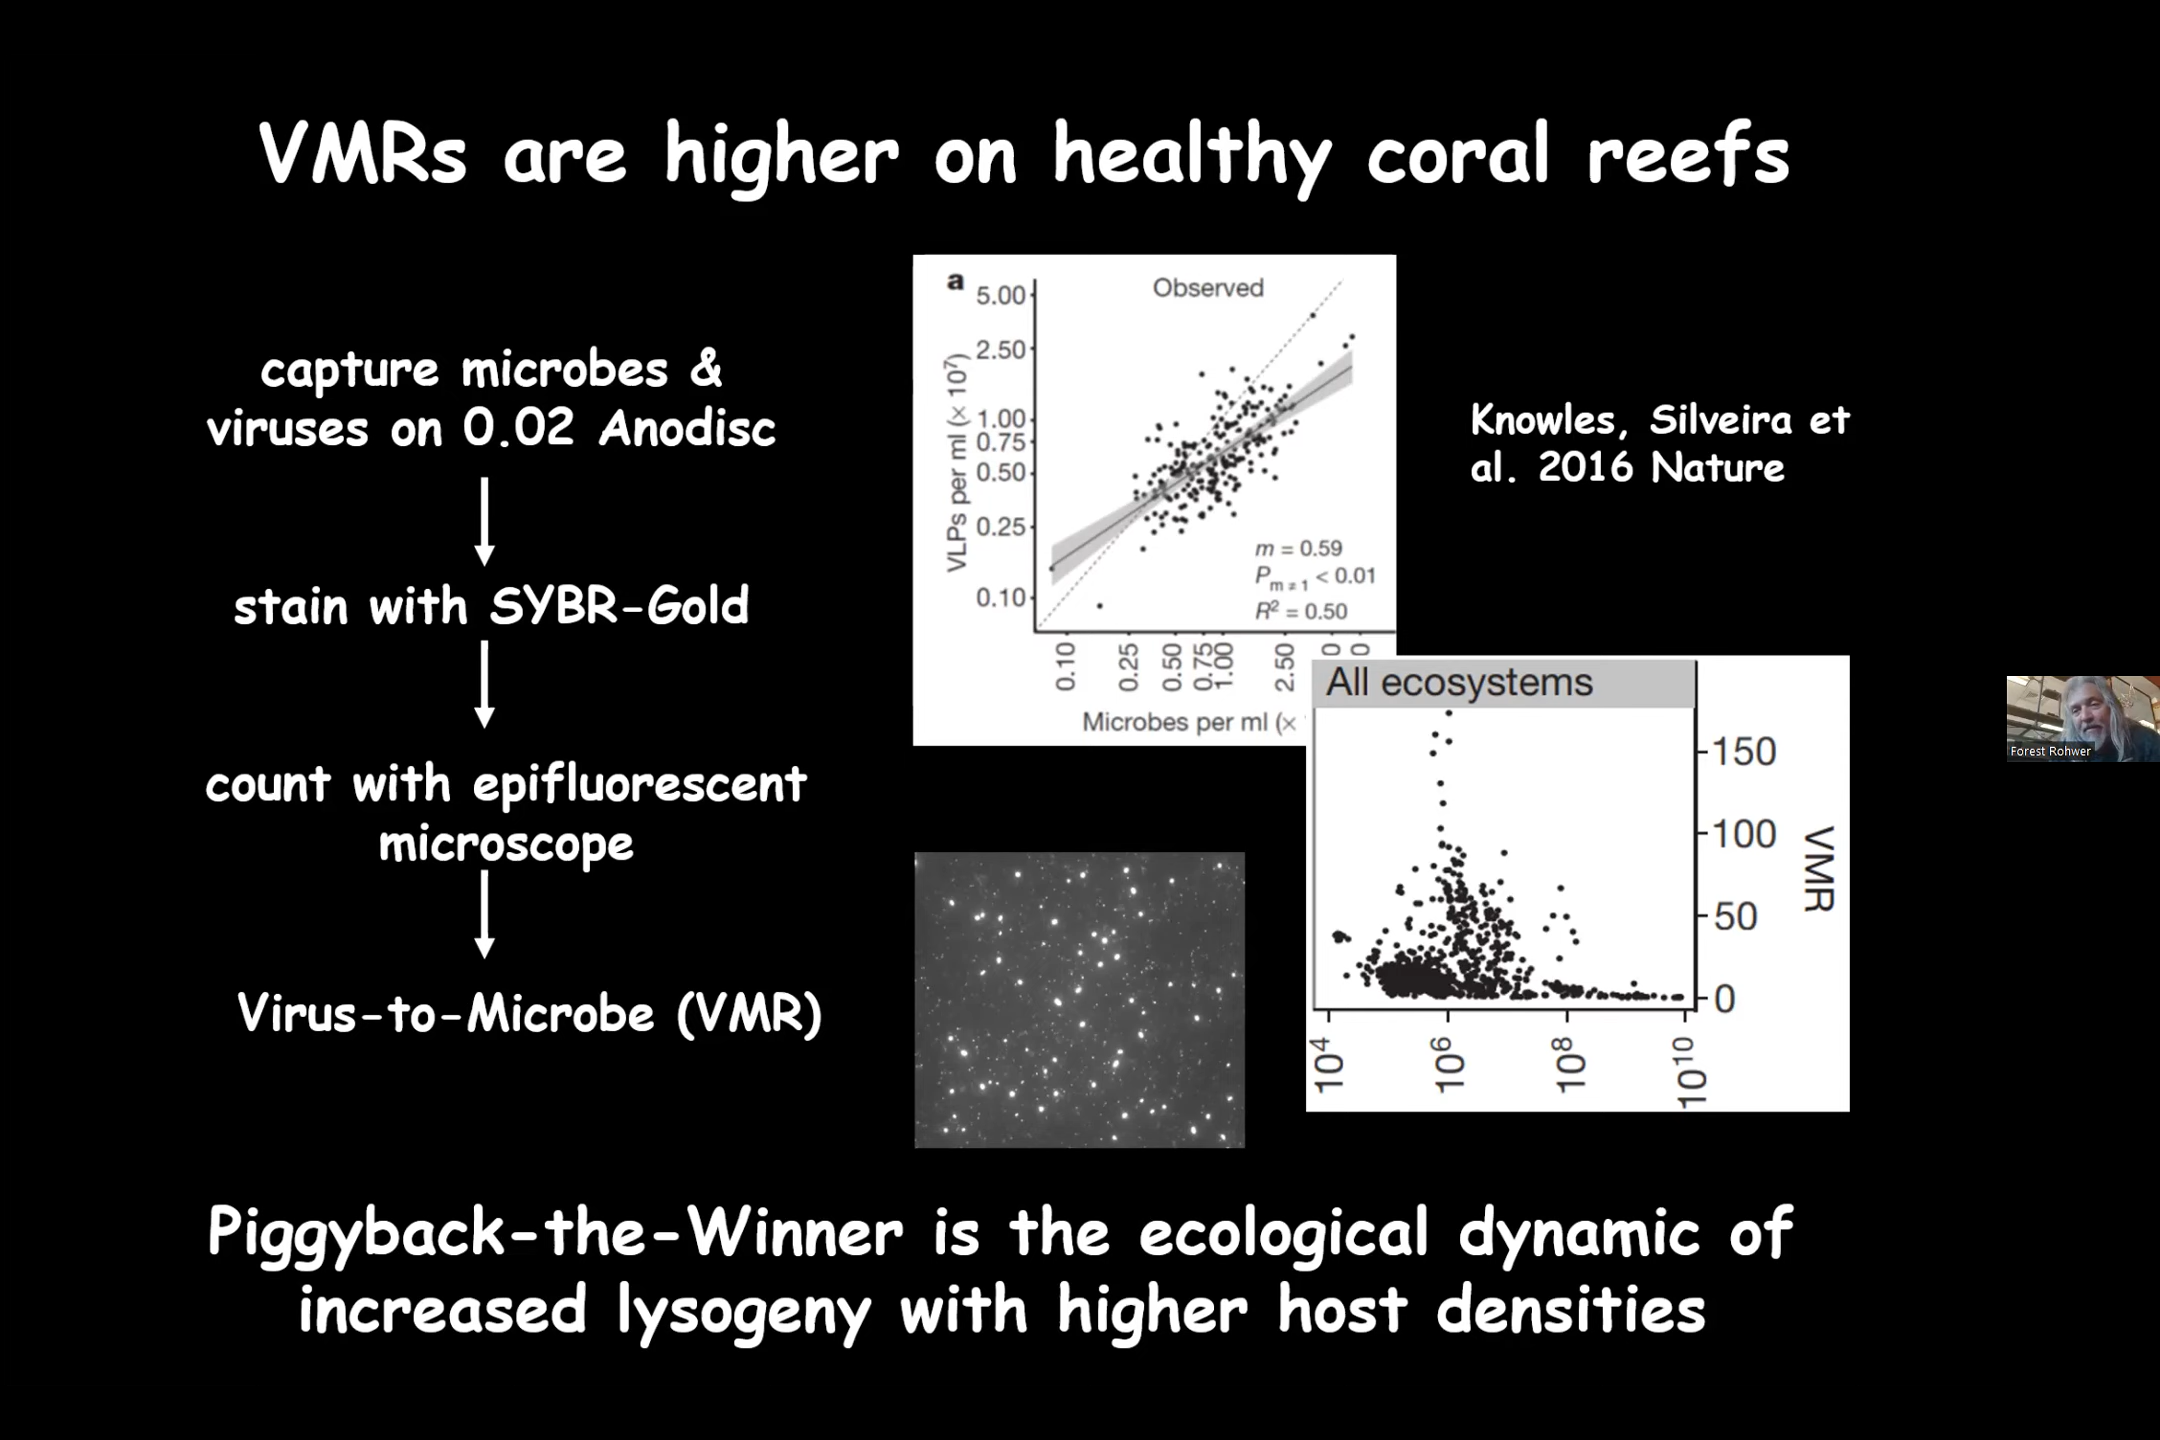 VMRs are higher on healthy coral reefs
capture microbes &
viruses on 0.02 Anodisc
stain with SYBR-Gold
count with epifluorescent
microscope
Virus-to-Microbe (VMR)
a
Observed
5.00
2.50
1.00
0.75
0.50
0.25
0.10
VLPs per ml (× 10⁷)
m = 0.59
P m ≠ 1 < 0.01
R² = 0.50
0.10
0.25
0.50
0.75
1.00
2.50
0
0
Microbes per ml (×
Knowles, Silveira et
al. 2016 Nature
All ecosystems
150
100
50
0
VMR
10⁴
10⁶
10⁸
10¹⁰
Forest Rohwer
Piggyback-the-Winner is the ecological dynamic of
increased lysogeny with higher host densities